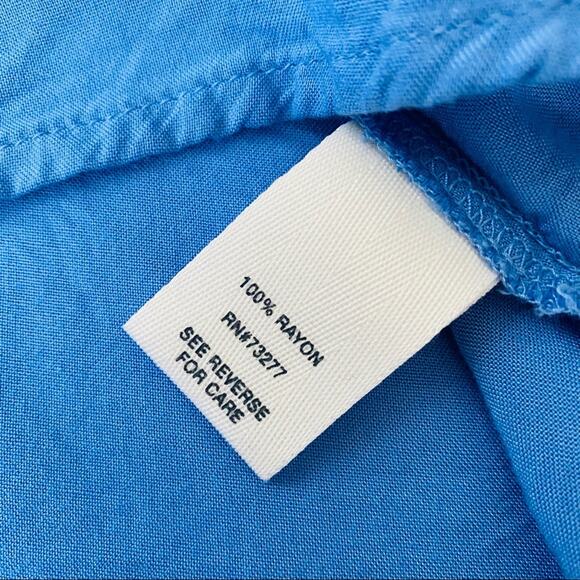 100% RAYON
RN#73277
SEE REVERSE
FOR CARE